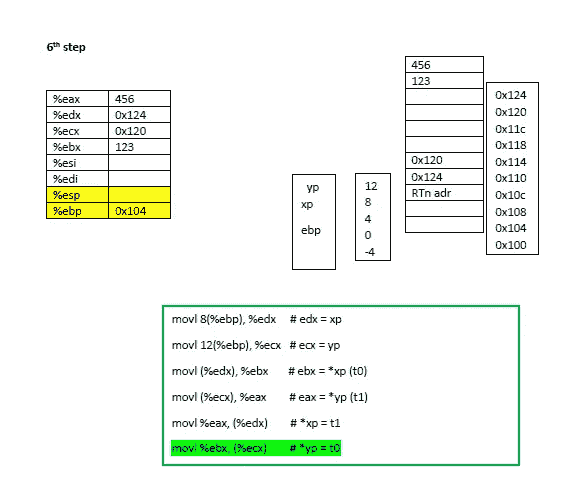 6th step
%eax 456
%edx 0x124
%ecx 0x120
%ebx 123
%esi
%edi
%esp
%ebp 0x104
yp
xp
ebp
12
8
4
0
-4
456
123
0x120
0x124
RTn adr
0x124
0x120
0x11c
0x118
0x114
0x110
0x10c
0x108
0x104
0x100
movl 8(%ebp), %edx # edx = xp
movl 12(%ebp), %ecx # ecx = yp
movl (%edx), %ebx # ebx = *xp (t0)
movl (%ecx), %eax # eax = *yp (t1)
movl %eax, (%edx) # *xp = t1
movl %ebx, (%ecx) # *yp = t0